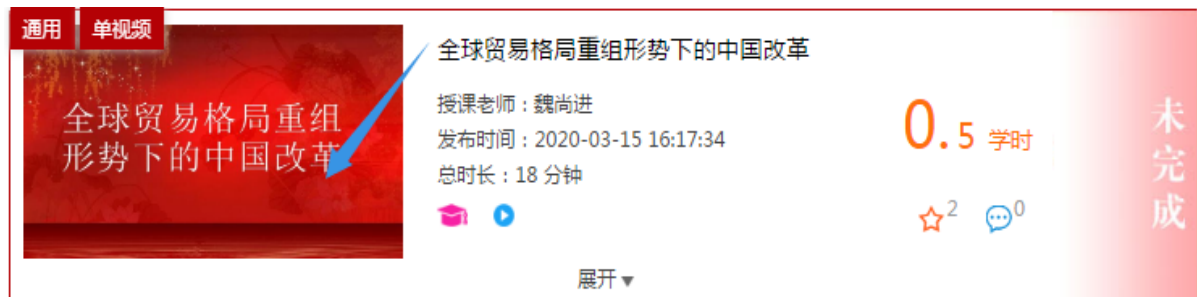 通用 单视频
全球贸易格局重组
形势下的中国改革
全球贸易格局重组形势下的中国改革
授课老师：魏尚进
发布时间：2020-03-15 16:17:34
总时长：18 分钟
0.5 学时
2 0
展开▼
未完成